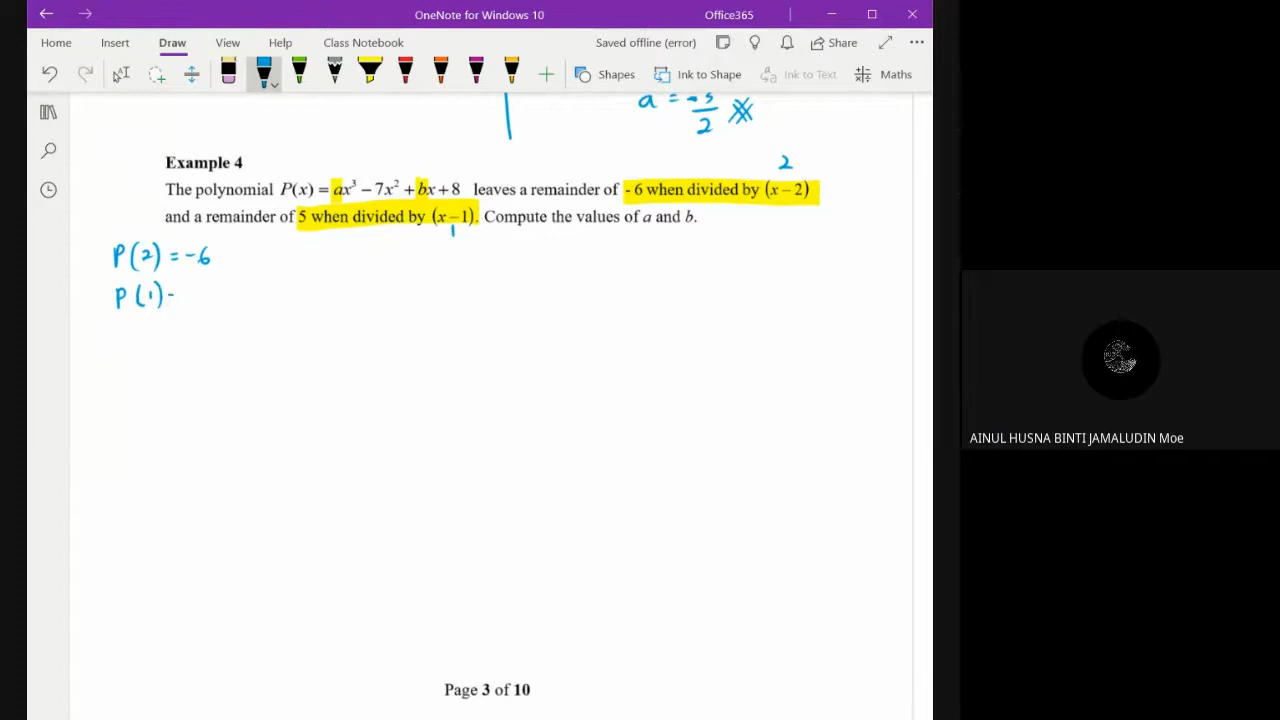 OneNote for Windows 10
Office365
Home Insert Draw View Help Class Notebook Saved offline (error) Share
Shapes Ink to Shape Ink to Text Maths
a =
2
Example 4
2
The polynomial P(x) = ax³ − 7x² + bx + 8 leaves a remainder of - 6 when divided by (x − 2)
and a remainder of 5 when divided by (x − 1). Compute the values of a and b.
1
P(2) = -6
P(1) -
AINUL HUSNA BINTI JAMALUDIN Moe
Page 3 of 10